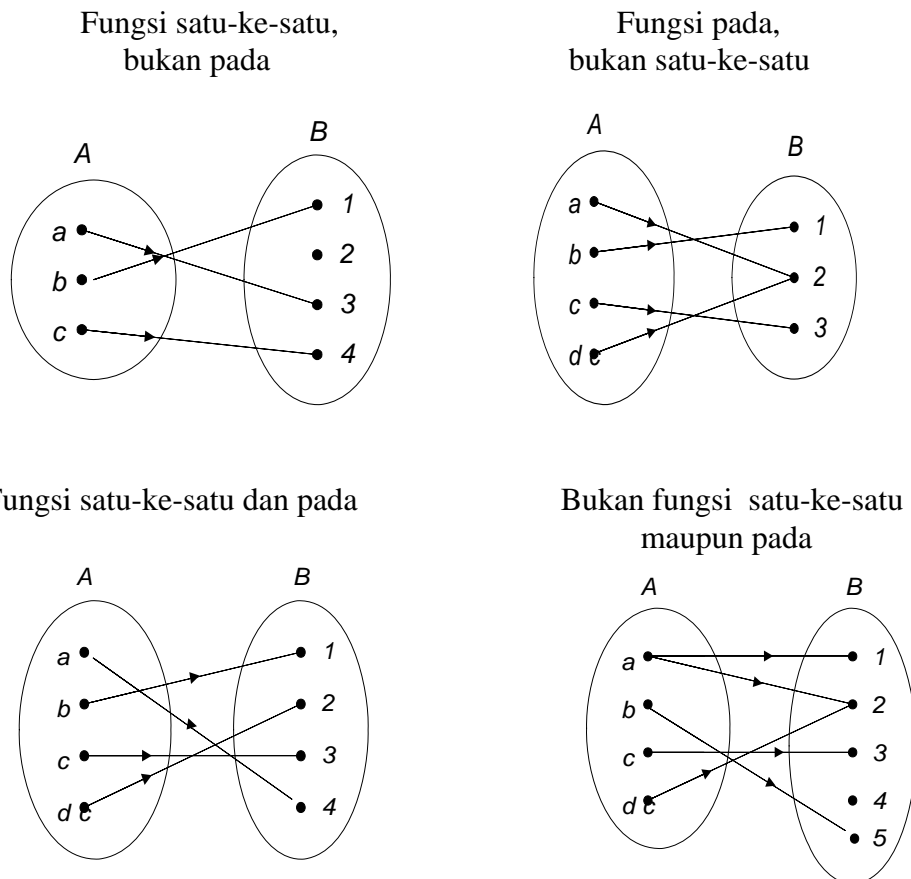 Fungsi satu-ke-satu,
bukan pada
Fungsi pada,
bukan satu-ke-satu
A
B
a
b
c
1
2
3
4
A
B
a
b
c
d c
1
2
3
Fungsi satu-ke-satu dan pada
Bukan fungsi satu-ke-satu
maupun pada
A
B
a
b
c
d c
1
2
3
4
A
B
a
b
c
d c
1
2
3
4
5